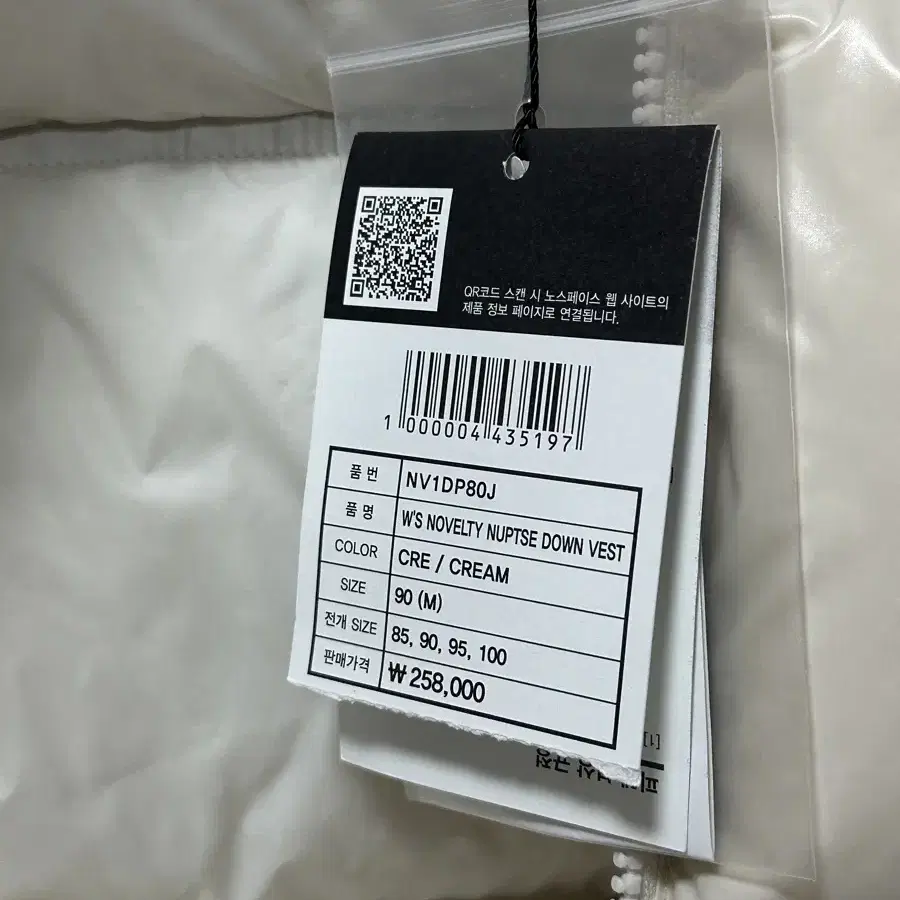 QR코드 스캔 시 노스페이스 웹 사이트의
제품 정보 페이지로 연결됩니다.
1 000004 435197
품 번 NV1DP80J
품 명 W'S NOVELTY NUPTSE DOWN VEST
COLOR CRE / CREAM
SIZE 90 (M)
전개 SIZE 85, 90, 95, 100
판매가격 ₩258,000
[1]